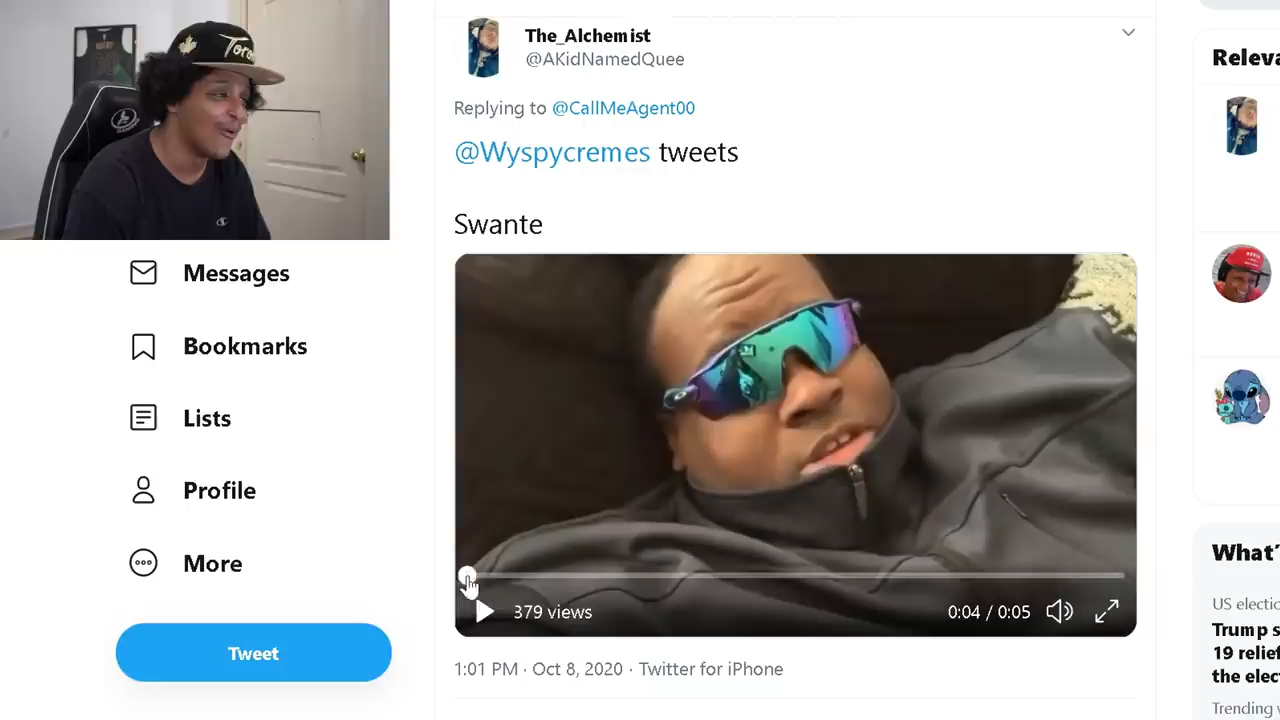 The_Alchemist
@AKidNamedQuee
Replying to @CallMeAgent00
@Wyspycremes tweets
Swante
379 views
0:04 / 0:05
1:01 PM · Oct 8, 2020 · Twitter for iPhone
Messages
Bookmarks
Lists
Profile
More
Tweet
Releva
What'
US electio
Trump s
19 relief
the elec
Trending w